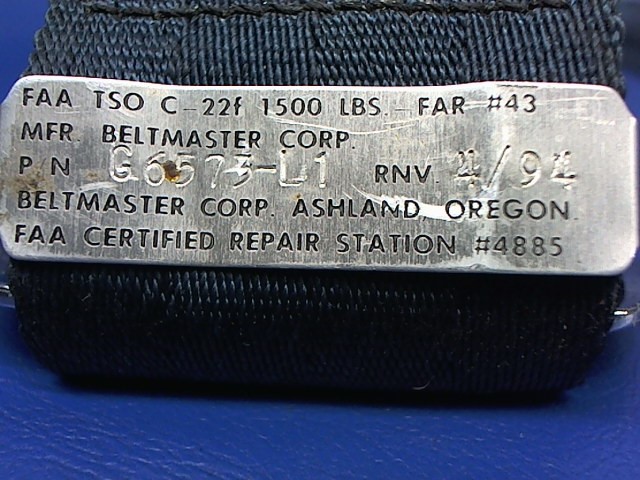 FAA TSO C-22f 1500 LBS. - FAR #43
MFR. BELTMASTER CORP.
P N G6573-L1 RNV. 4/94
BELTMASTER CORP. ASHLAND, OREGON.
FAA CERTIFIED REPAIR STATION #4885